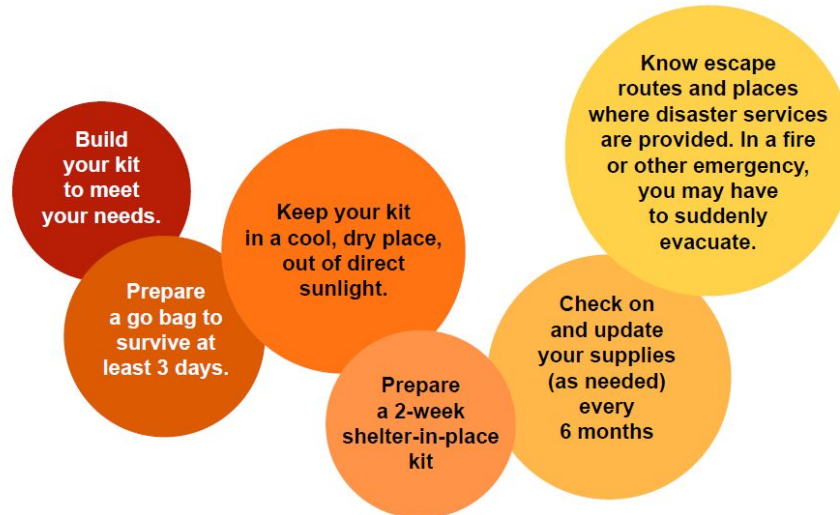 Build
your kit
to meet
your needs.
Prepare
a go bag to
survive at
least 3 days.
Keep your kit
in a cool, dry place,
out of direct
sunlight.
Prepare
a 2-week
shelter-in-place
kit
Check on
and update
your supplies
(as needed)
every
6 months
Know escape
routes and places
where disaster services
are provided. In a fire
or other emergency,
you may have
to suddenly
evacuate.